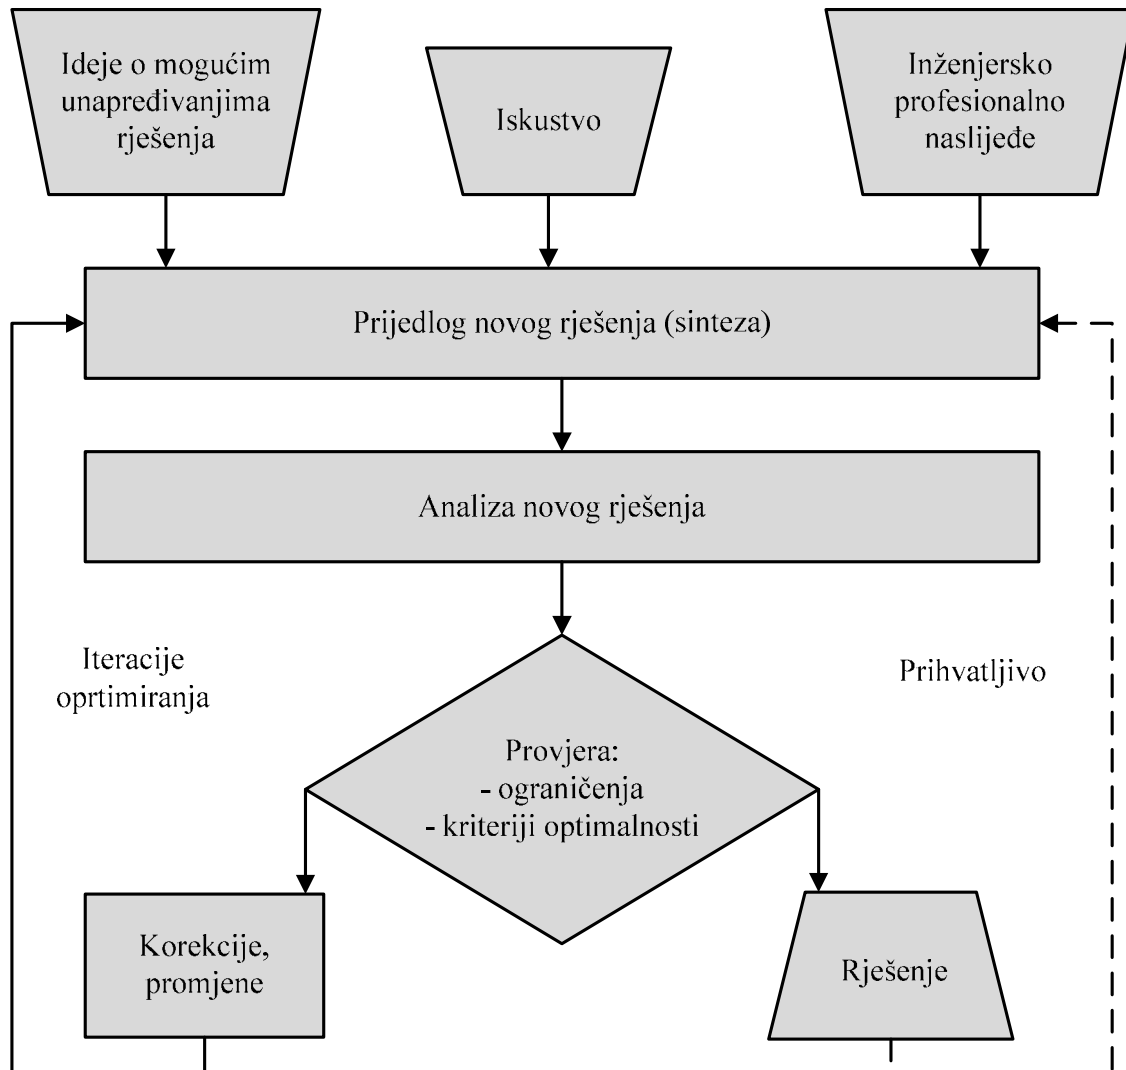 Ideje o mogućim
unapređivanjima
rješenja
Iskustvo
Inženjersko
profesionalno
naslijeđe
Prijedlog novog rješenja (sinteza)
Analiza novog rješenja
Iteracije
oprtimiranja
Prihvatljivo
Provjera:
- ograničenja
- kriteriji optimalnosti
Korekcije,
promjene
Rješenje